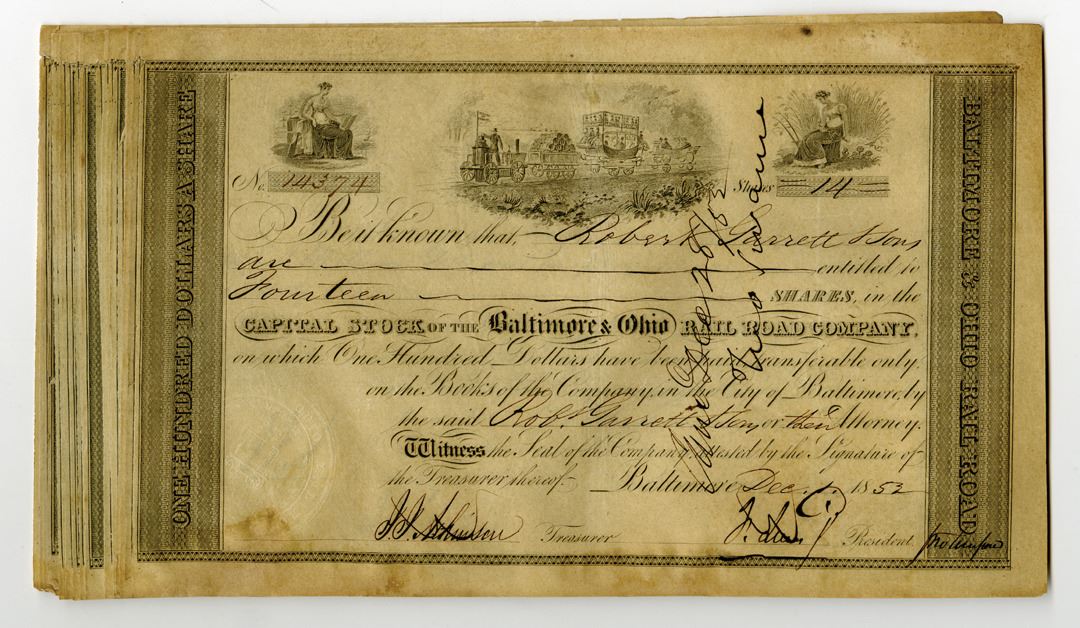 ONE HUNDRED DOLLARS A SHARE
No. 14374
Shares 14
Be it known that, Robert Garrett & Sons
are entitled to
Fourteen SHARES, in the
CAPITAL STOCK OF THE Baltimore & Ohio RAIL ROAD COMPANY,
on which One Hundred Dollars have been paid transferable only
on the Books of the Company in the City of Baltimore, by
the said Robt. Garrett & Sons, or their Attorney.
Witness the Seal of the Company, attested by the Signature of
the Treasurer thereof Baltimore Dec. 1. 1852
J. J. Atkinson Treasurer
President.
BALTIMORE & OHIO RAIL ROAD